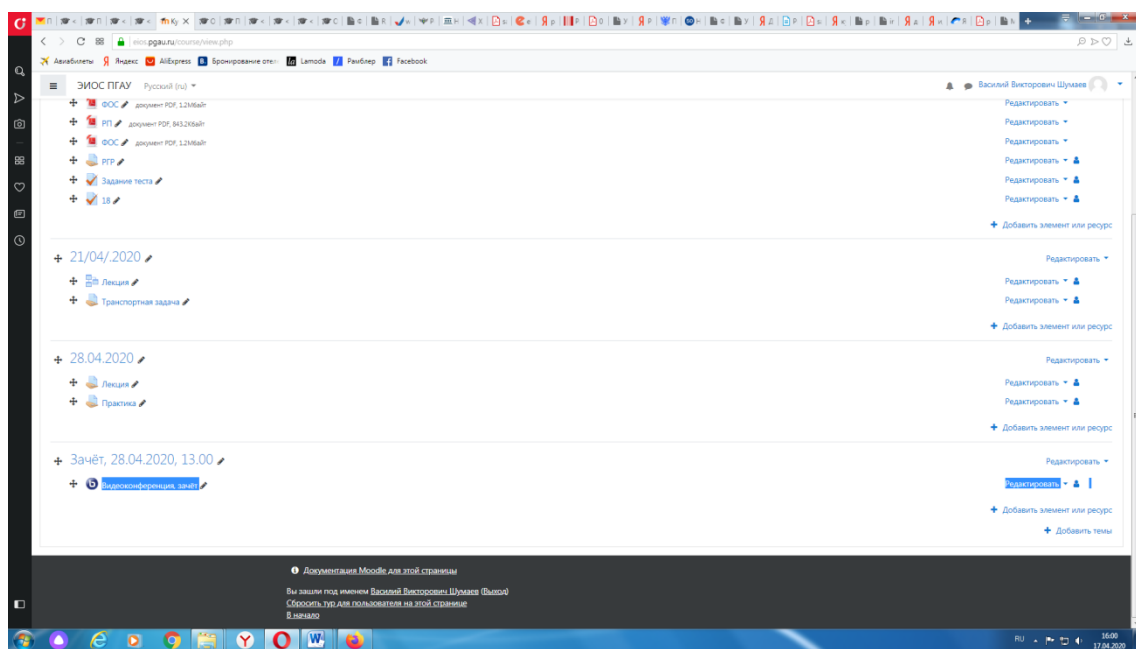 eios.pgau.ru/course/view.php
Авиабилеты Яндекс AliExpress Бронирование отел Lamoda Рамблер Facebook
ЭИОС ПГАУ Русский (ru) Василий Викторович Шумаев
ФОС документ PDF, 1.2Мбайт Редактировать
РП документ PDF, 843.2Кбайт Редактировать
ФОС документ PDF, 1.2Мбайт Редактировать
РГР Редактировать
Задание теста Редактировать
18 Редактировать
Добавить элемент или ресурс
21/04/.2020 Редактировать
Лекция Редактировать
Транспортная задача Редактировать
Добавить элемент или ресурс
28.04.2020 Редактировать
Лекция Редактировать
Практика Редактировать
Добавить элемент или ресурс
Зачёт, 28.04.2020, 13.00 Редактировать
Видеоконференция, зачёт Редактировать
Добавить элемент или ресурс
Добавить темы
Документация Moodle для этой страницы
Вы зашли под именем Василий Викторович Шумаев (Выход)
Сбросить тур для пользователя на этой странице
В начало
RU 16:00
17.04.2020